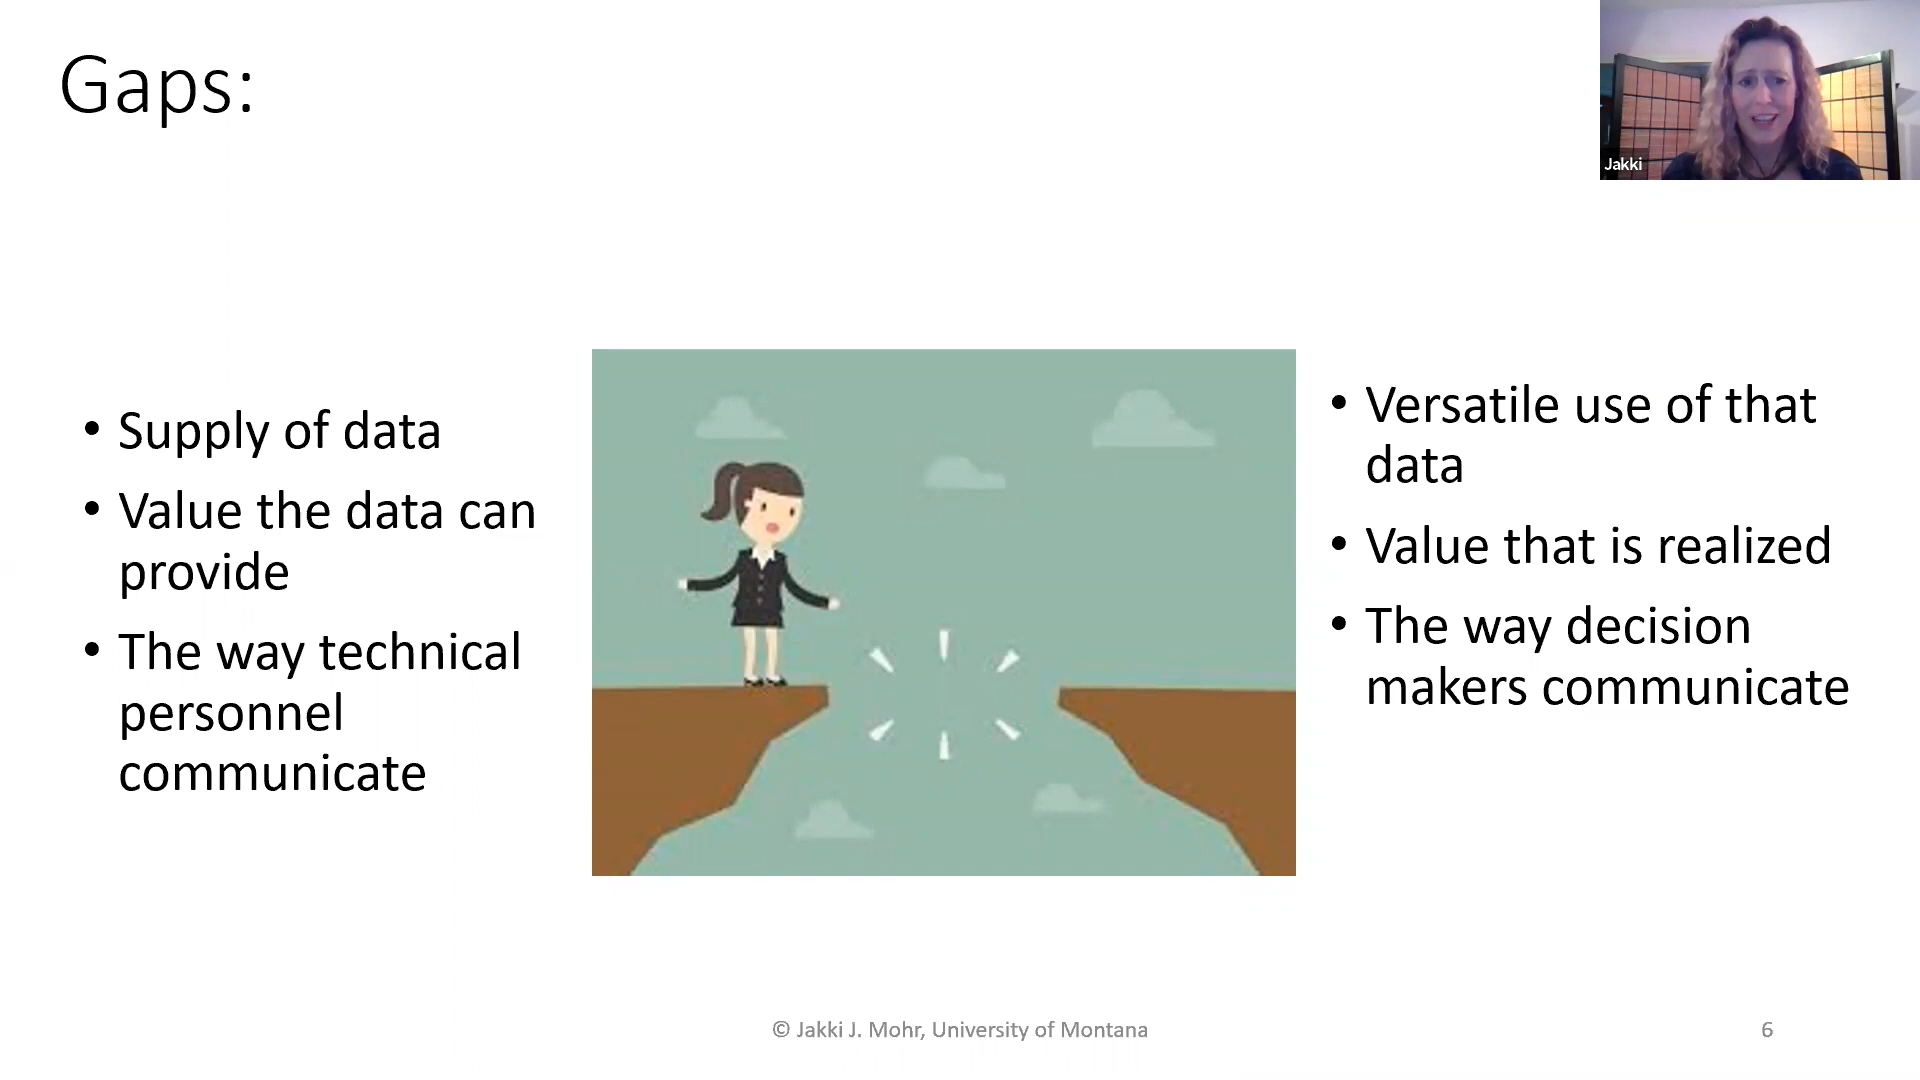 Gaps:
Jakki
• Supply of data
• Value the data can
provide
• The way technical
personnel
communicate
• Versatile use of that
data
• Value that is realized
• The way decision
makers communicate
© Jakki J. Mohr, University of Montana
6